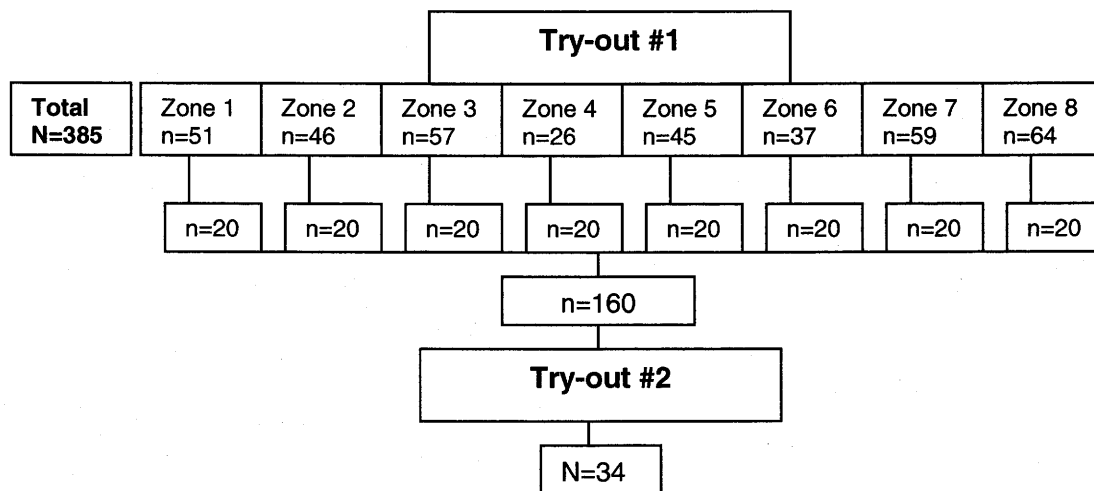 Try-out #1
Total
N=385
Zone 1
n=51
Zone 2
n=46
Zone 3
n=57
Zone 4
n=26
Zone 5
n=45
Zone 6
n=37
Zone 7
n=59
Zone 8
n=64
n=20
n=20
n=20
n=20
n=20
n=20
n=20
n=20
n=160
Try-out #2
N=34